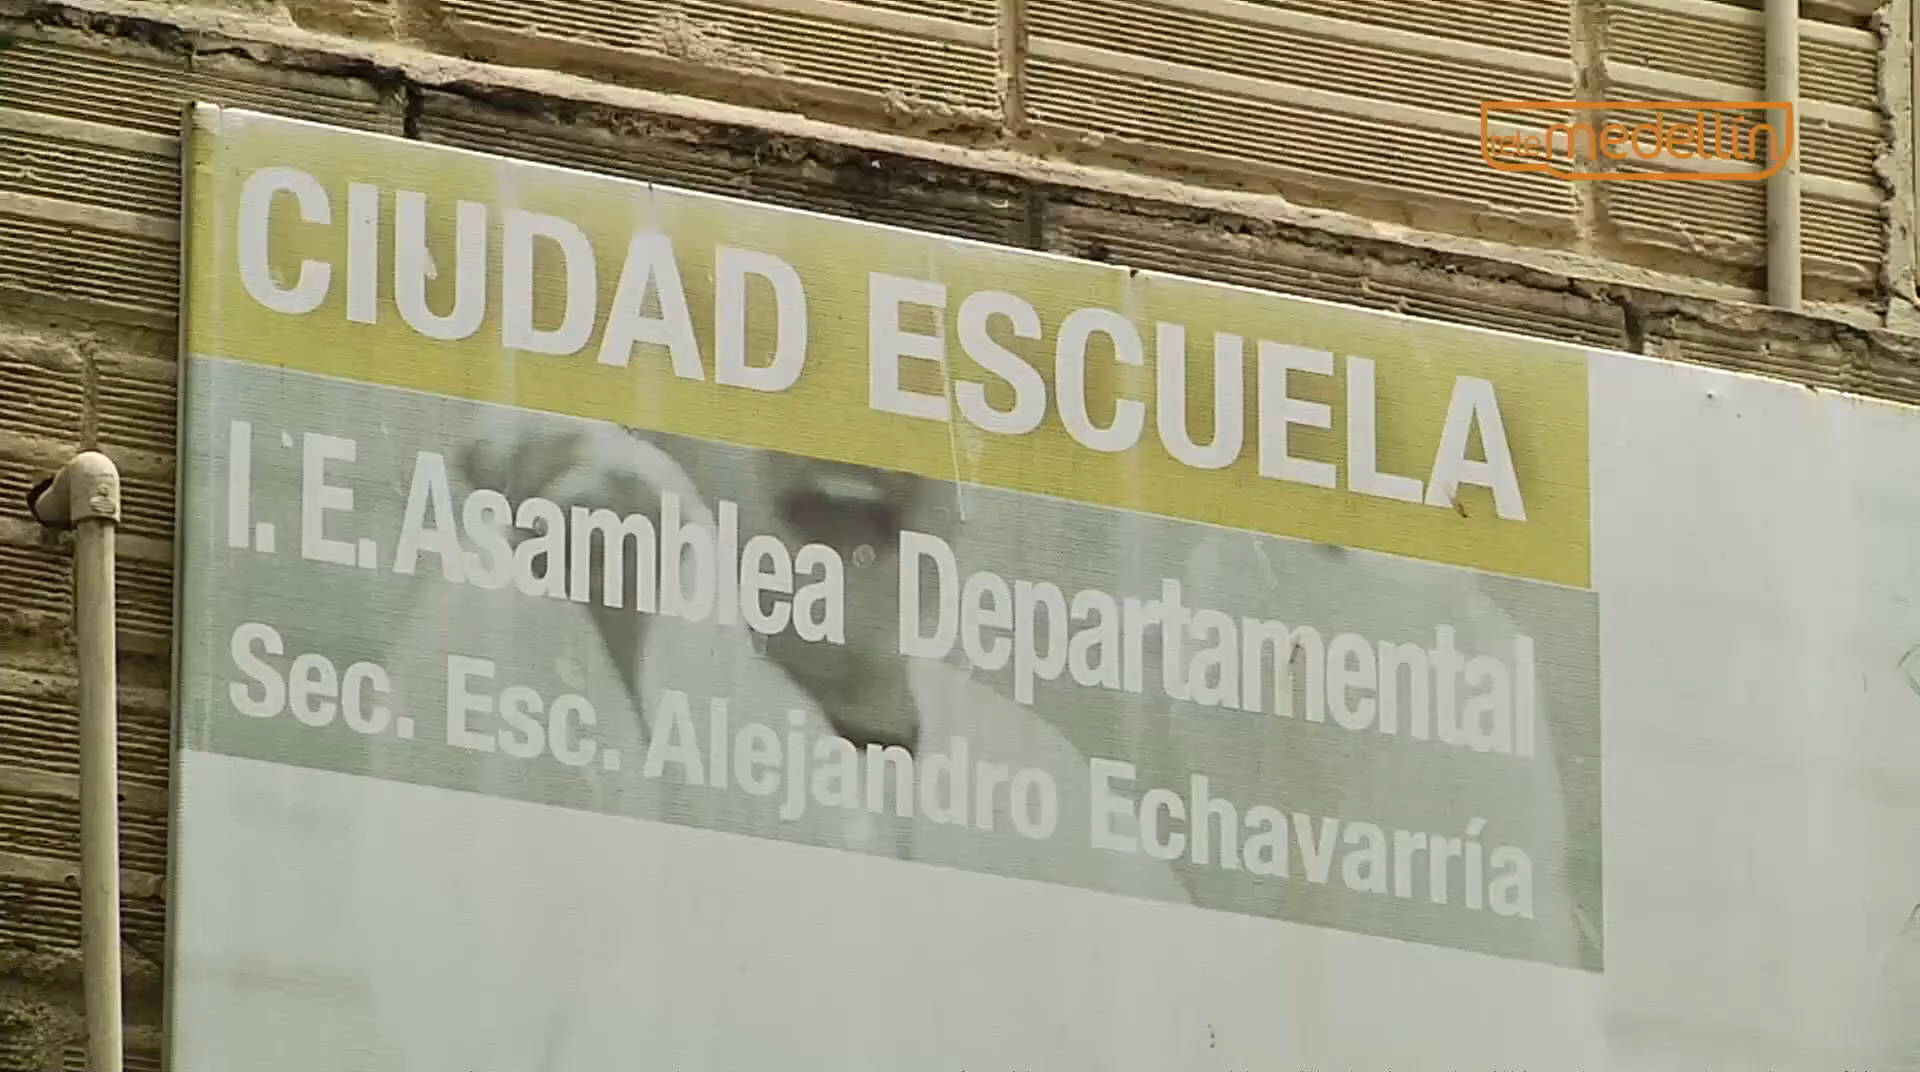 telemedellín
CIUDAD ESCUELA
I. E. Asamblea Departamental
Sec. Esc. Alejandro Echavarría